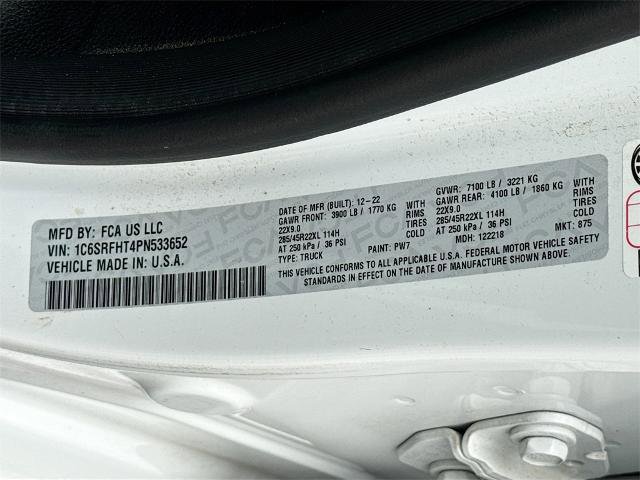 MFD BY: FCA US LLC
VIN: 1C6SRFHT4PN533652
VEHICLE MADE IN: U.S.A.
DATE OF MFR (BUILT): 12-22 GVWR: 7100 LB / 3221 KG
GAWR FRONT: 3900 LB / 1770 KG WITH GAWR REAR: 4100 LB / 1860 KG WITH
22X9.0 RIMS 22X9.0 RIMS
285/45R22XL 114H TIRES 285/45R22XL 114H TIRES
AT 250 kPa / 36 PSI COLD AT 250 kPa / 36 PSI COLD
TYPE: TRUCK PAINT: PW7 MDH: 122218 MKT: 875
THIS VEHICLE CONFORMS TO ALL APPLICABLE U.S.A. FEDERAL MOTOR VEHICLE SAFETY
STANDARDS IN EFFECT ON THE DATE OF MANUFACTURE SHOWN ABOVE.